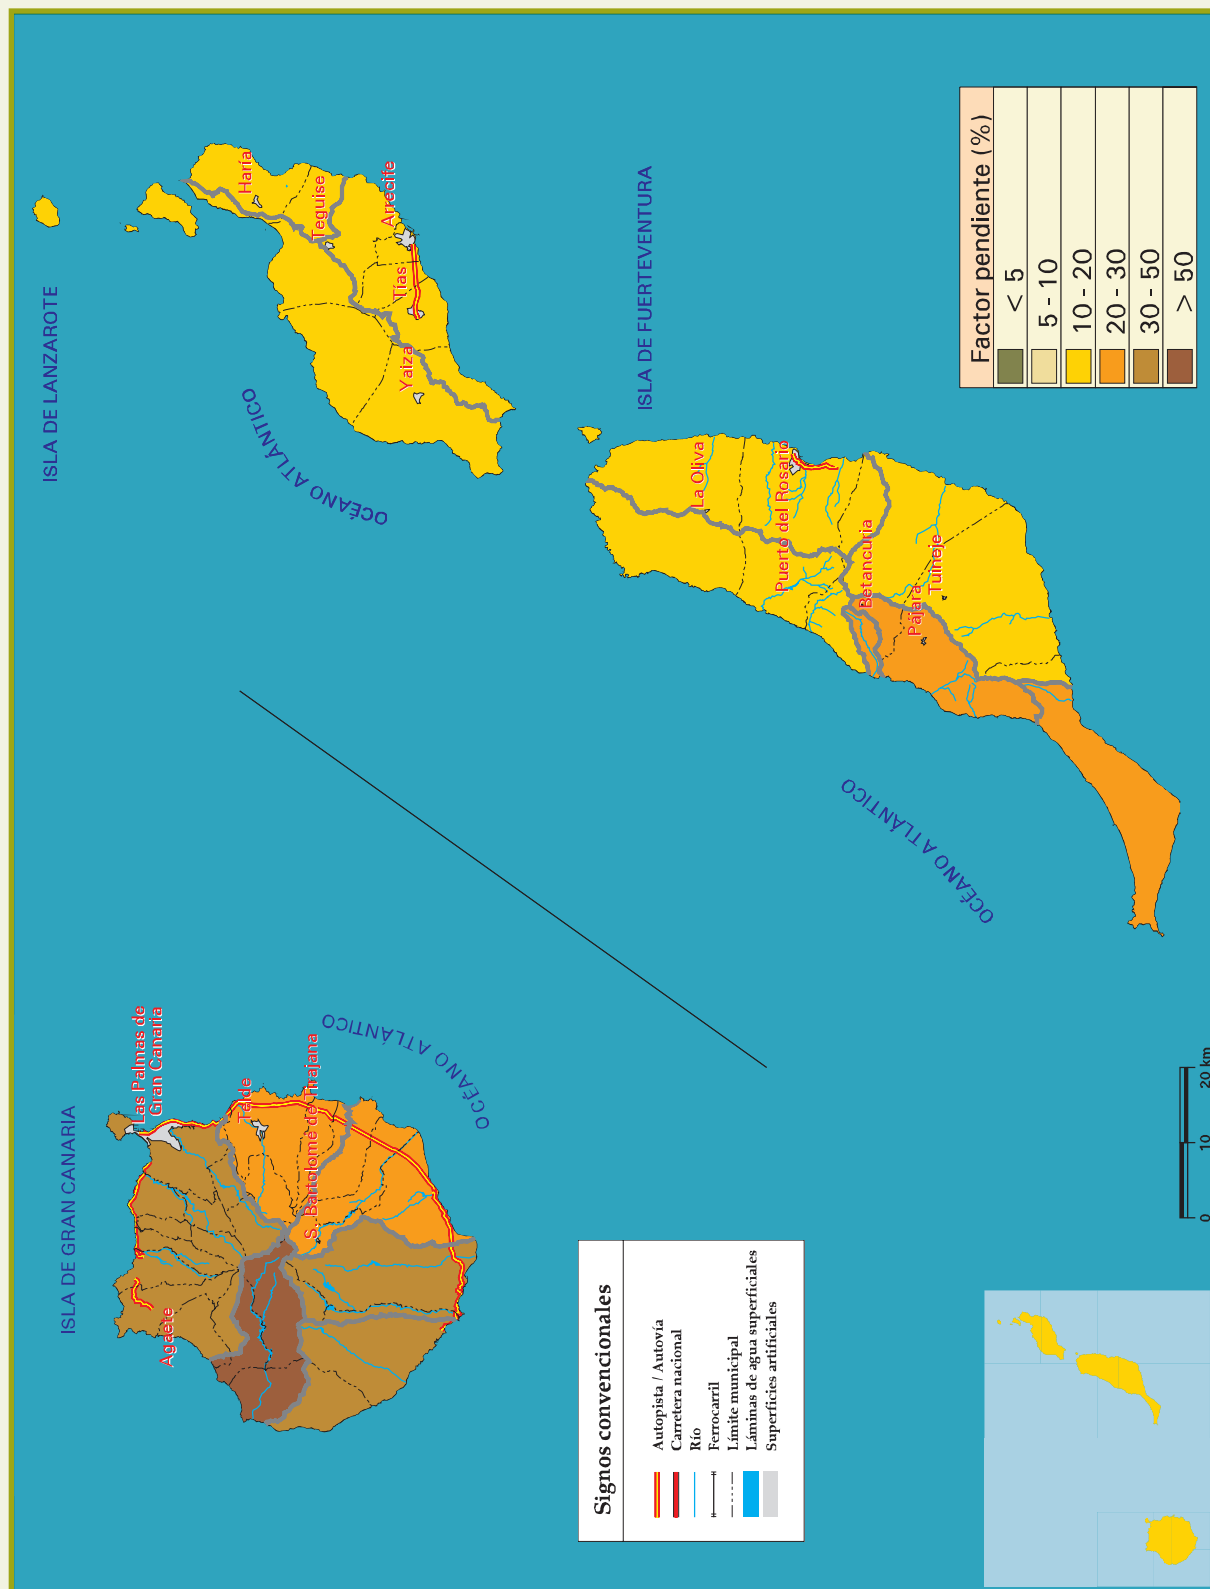 ISLA DE GRAN CANARIA
Las Palmas de
Gran Canaria
Agaete
Telde
S. Bartolomé de Tirajana
OCÉANO ATLÁNTICO
ISLA DE LANZAROTE
Haría
Teguise
Arrecife
Tías
Yaiza
OCÉANO ATLÁNTICO
ISLA DE FUERTEVENTURA
La Oliva
Puerto del Rosario
Betancuria
Pájara
Tuineje
OCÉANO ATLÁNTICO
Signos convencionales
Autopista / Autovía
Carretera nacional
Río
Ferrocarril
Límite municipal
Láminas de agua superficiales
Superficies artificiales
0 10 20 km
Factor pendiente (%)
< 5
5 - 10
10 - 20
20 - 30
30 - 50
> 50